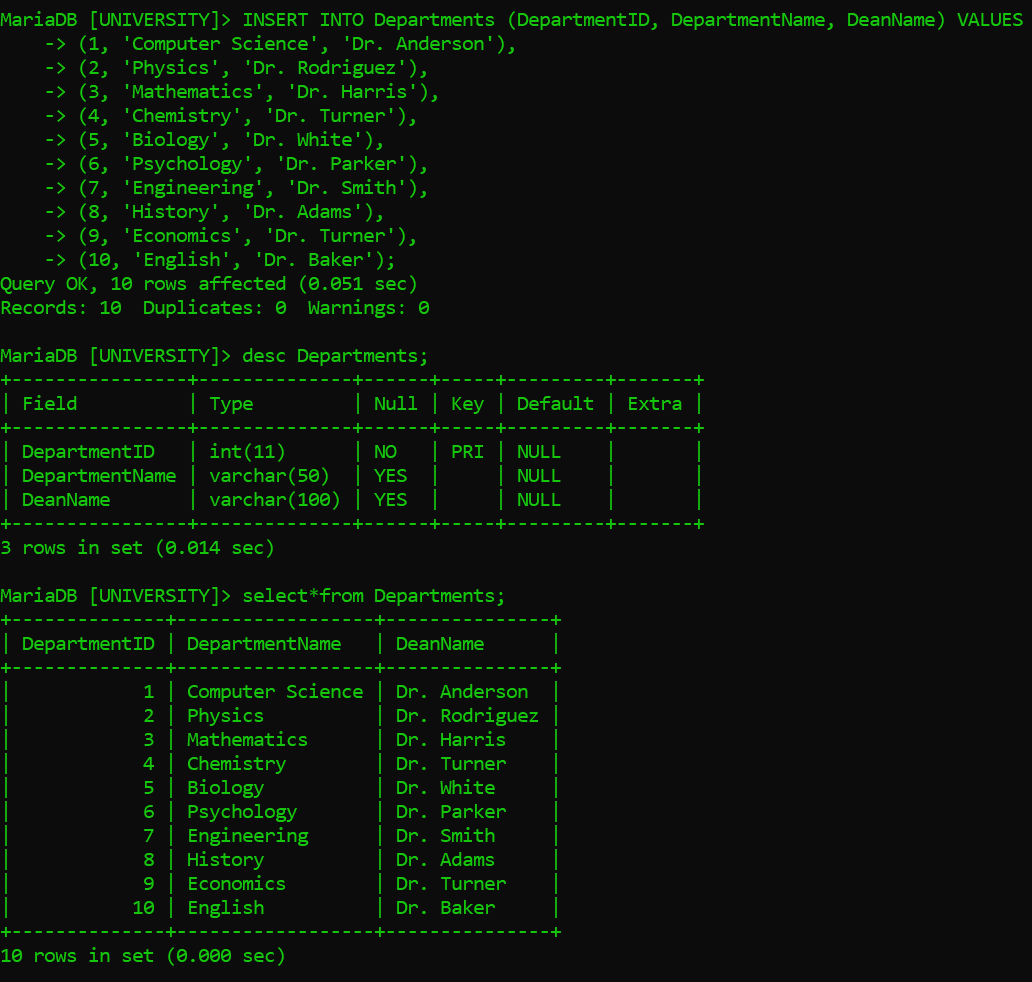 MariaDB [UNIVERSITY]> INSERT INTO Departments (DepartmentID, DepartmentName, DeanName) VALUES
    -> (1, 'Computer Science', 'Dr. Anderson'),
    -> (2, 'Physics', 'Dr. Rodriguez'),
    -> (3, 'Mathematics', 'Dr. Harris'),
    -> (4, 'Chemistry', 'Dr. Turner'),
    -> (5, 'Biology', 'Dr. White'),
    -> (6, 'Psychology', 'Dr. Parker'),
    -> (7, 'Engineering', 'Dr. Smith'),
    -> (8, 'History', 'Dr. Adams'),
    -> (9, 'Economics', 'Dr. Turner'),
    -> (10, 'English', 'Dr. Baker');
Query OK, 10 rows affected (0.051 sec)
Records: 10  Duplicates: 0  Warnings: 0

MariaDB [UNIVERSITY]> desc Departments;
+----------------+--------------+------+-----+---------+-------+
| Field          | Type         | Null | Key | Default | Extra |
+----------------+--------------+------+-----+---------+-------+
| DepartmentID   | int(11)      | NO   | PRI | NULL    |       |
| DepartmentName | varchar(50)  | YES  |     | NULL    |       |
| DeanName       | varchar(100) | YES  |     | NULL    |       |
+----------------+--------------+------+-----+---------+-------+
3 rows in set (0.014 sec)

MariaDB [UNIVERSITY]> select*from Departments;
+--------------+------------------+---------------+
| DepartmentID | DepartmentName   | DeanName      |
+--------------+------------------+---------------+
|            1 | Computer Science | Dr. Anderson  |
|            2 | Physics          | Dr. Rodriguez |
|            3 | Mathematics      | Dr. Harris    |
|            4 | Chemistry        | Dr. Turner    |
|            5 | Biology          | Dr. White     |
|            6 | Psychology       | Dr. Parker    |
|            7 | Engineering      | Dr. Smith     |
|            8 | History          | Dr. Adams     |
|            9 | Economics        | Dr. Turner    |
|           10 | English          | Dr. Baker     |
+--------------+------------------+---------------+
10 rows in set (0.000 sec)